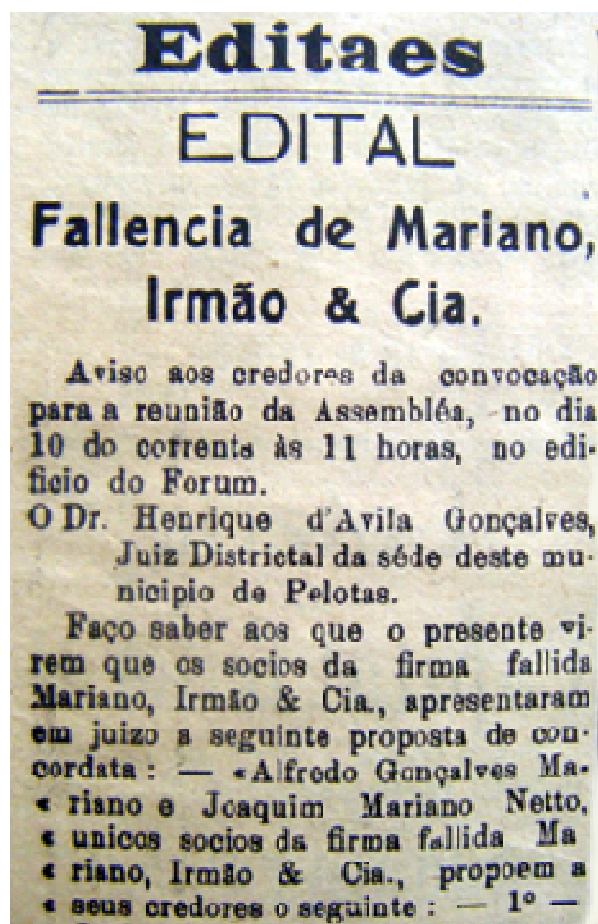 Editaes
EDITAL
Fallencia de Mariano,
Irmão & Cia.
Aviso aos credores da convocação
para a reunião da Assembléa, no dia
10 do corrente às 11 horas, no edi-
ficio do Forum.
O Dr. Henrique d'Avila Gonçalves,
Juiz Districtal da séde deste mu-
nicipio de Pelotas.
Faço saber aos que o presente vi-
rem que os socios da firma fallida
Mariano, Irmão & Cia., apresentaram
em juizo a seguinte proposta de con-
cordata : — «Alfredo Gonçalves Ma-
« riano e Joaquim Mariano Netto,
« unicos socios da firma fallida Ma
« riano, Irmão & Cia., propoem a
« seus credores o seguinte : — 1º —